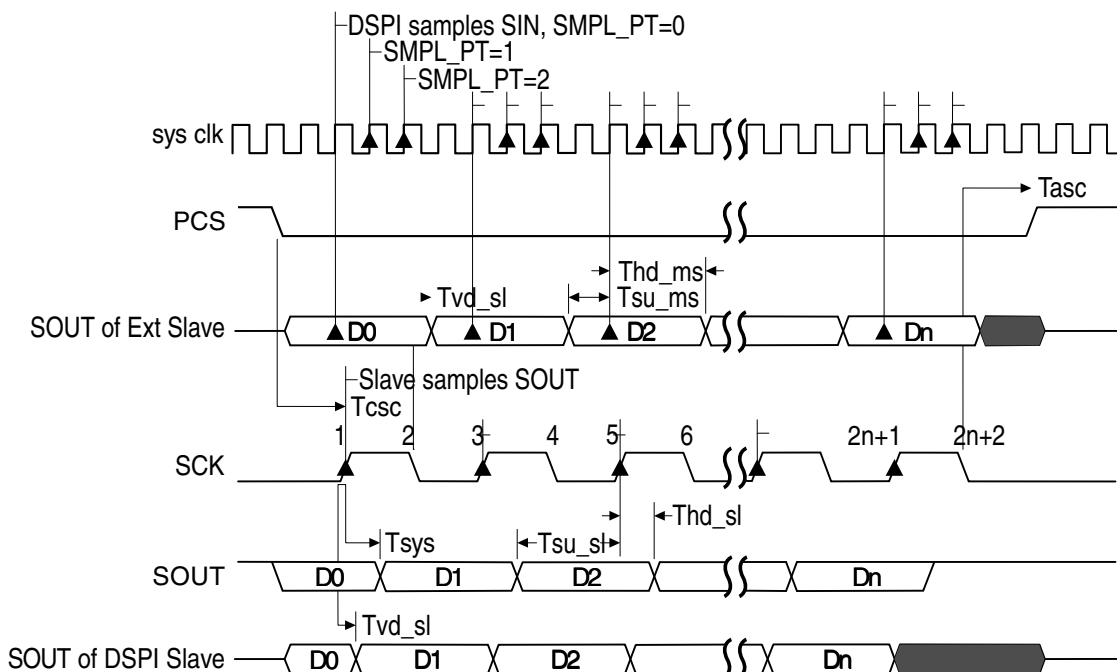 DSPI samples SIN, SMPL_PT=0
SMPL_PT=1
SMPL_PT=2
sys clk
Tasc
PCS
Thd_ms
Tvd_sl Tsu_ms
SOUT of Ext Slave D0 D1 D2 Dn
Slave samples SOUT
Tcsc
1 2 3 4 5 6 2n+1 2n+2
SCK
Thd_sl
Tsys Tsu_sl
SOUT D0 D1 D2 Dn
Tvd_sl
SOUT of DSPI Slave D0 D1 D2 Dn